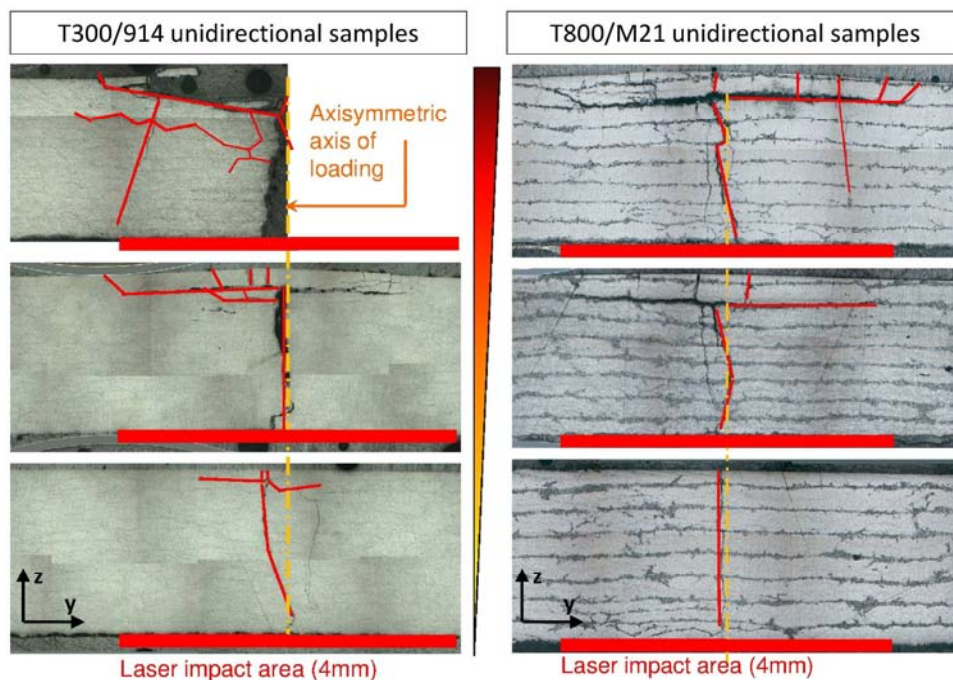 T300/914 unidirectional samples
T800/M21 unidirectional samples
Axisymmetric
axis of
loading
z
y
z
y
Laser impact area (4mm)
Laser impact area (4mm)